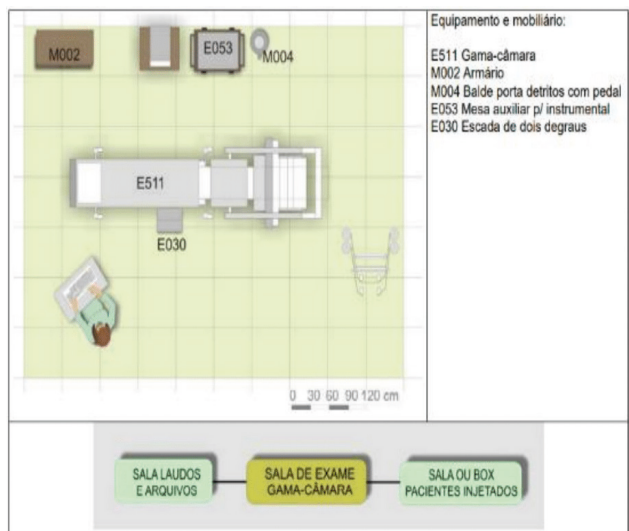 Equipamento e mobiliário:
E511 Gama-câmara
M002 Armário
M004 Balde porta detritos com pedal
E053 Mesa auxiliar p/ instrumental
E030 Escada de dois degraus
M002
E053
M004
E511
E030
0 30 60 90 120 cm
SALA LAUDOS
E ARQUIVOS
SALA DE EXAME
GAMA-CÂMARA
SALA OU BOX
PACIENTES INJETADOS